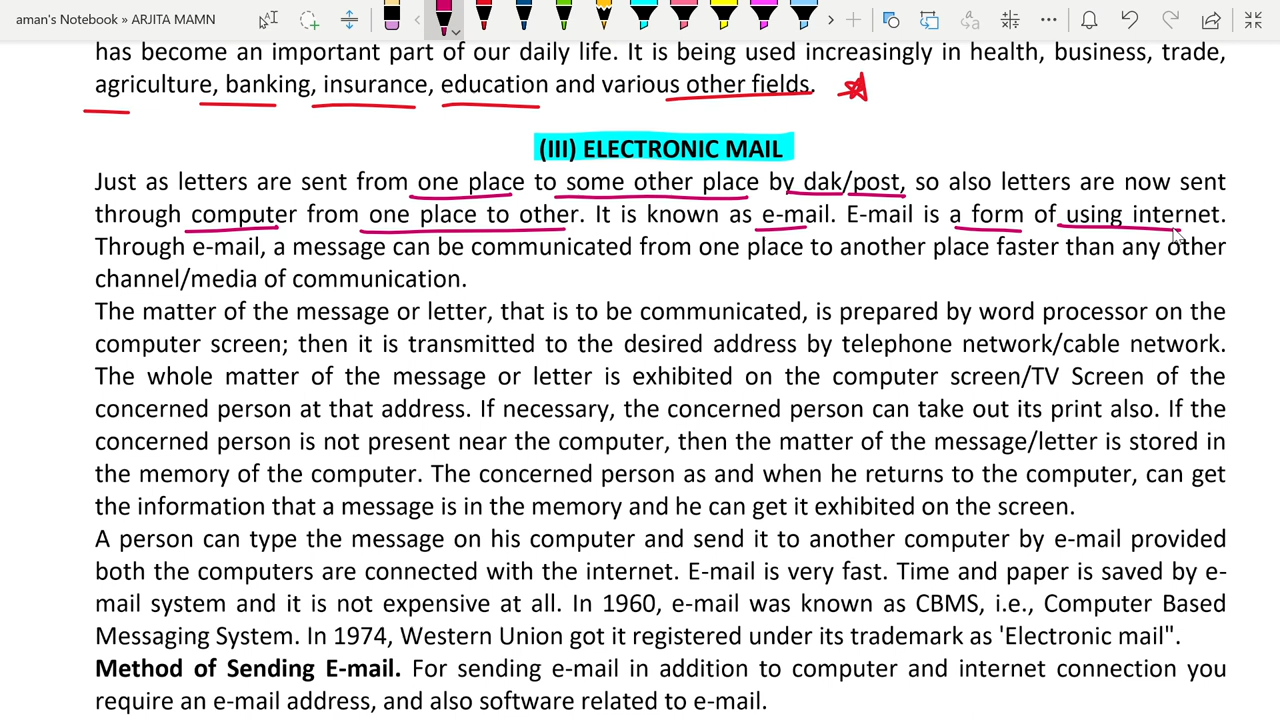 aman's Notebook » ARJITA MAMN
has become an important part of our daily life. It is being used increasingly in health, business, trade,
agriculture, banking, insurance, education and various other fields.
(III) ELECTRONIC MAIL
Just as letters are sent from one place to some other place by dak/post, so also letters are now sent
through computer from one place to other. It is known as e-mail. E-mail is a form of using internet.
Through e-mail, a message can be communicated from one place to another place faster than any other
channel/media of communication.
The matter of the message or letter, that is to be communicated, is prepared by word processor on the
computer screen; then it is transmitted to the desired address by telephone network/cable network.
The whole matter of the message or letter is exhibited on the computer screen/TV Screen of the
concerned person at that address. If necessary, the concerned person can take out its print also. If the
concerned person is not present near the computer, then the matter of the message/letter is stored in
the memory of the computer. The concerned person as and when he returns to the computer, can get
the information that a message is in the memory and he can get it exhibited on the screen.
A person can type the message on his computer and send it to another computer by e-mail provided
both the computers are connected with the internet. E-mail is very fast. Time and paper is saved by e-
mail system and it is not expensive at all. In 1960, e-mail was known as CBMS, i.e., Computer Based
Messaging System. In 1974, Western Union got it registered under its trademark as 'Electronic mail".
Method of Sending E-mail. For sending e-mail in addition to computer and internet connection you
require an e-mail address, and also software related to e-mail.